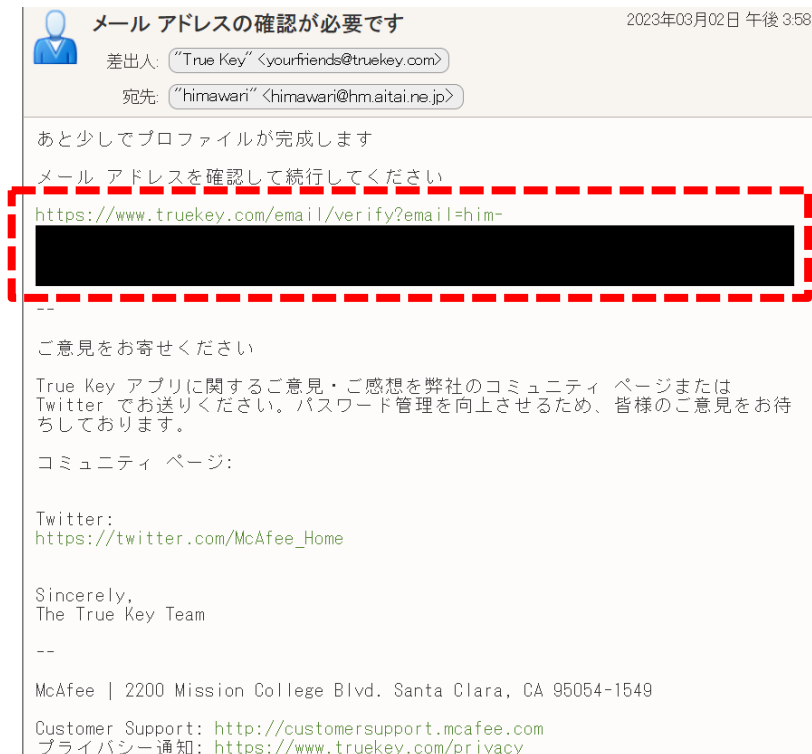 メール アドレスの確認が必要です
2023年03月02日 午後 3:58
差出人: "True Key" <yourfriends@truekey.com>
宛先: "himawari" <himawari@hm.aitai.ne.jp>
あと少しでプロファイルが完成します
メール アドレスを確認して続行してください
https://www.truekey.com/email/verify?email=him-
--
ご意見をお寄せください
True Key アプリに関するご意見・ご感想を弊社のコミュニティ ページまたは
Twitter でお送りください。パスワード管理を向上させるため、皆様のご意見をお待
ちしております。
コミュニティ ページ:
Twitter:
https://twitter.com/McAfee_Home
Sincerely,
The True Key Team
--
McAfee | 2200 Mission College Blvd. Santa Clara, CA 95054-1549
Customer Support: http://customersupport.mcafee.com
プライバシー通知: https://www.truekey.com/privacy